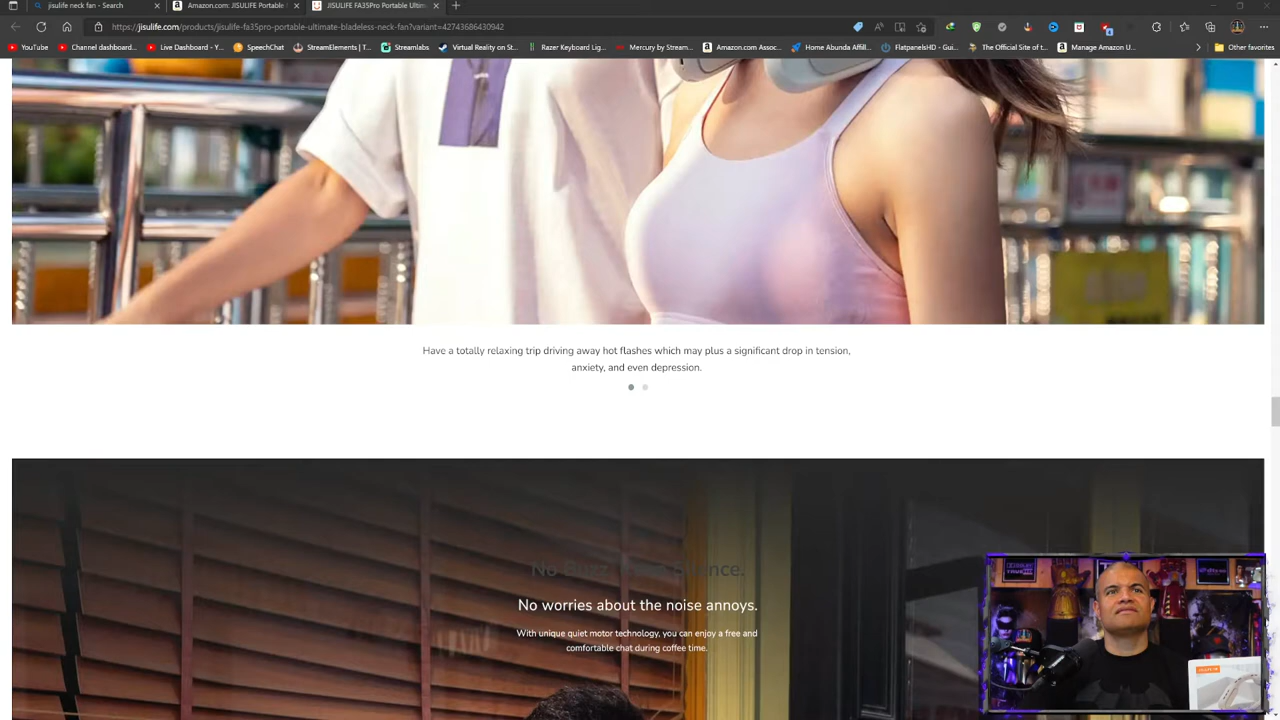 jisulife neck fan - Search
Amazon.com: JISULIFE Portable
JISULIFE FA35Pro Portable Ultim
https://jisulife.com/products/jisulife-fa35pro-portable-ultimate-bladeless-neck-fan?variant=42743686430942
YouTube
Channel dashboard...
Live Dashboard - Y...
SpeechChat
StreamElements | T...
Streamlabs
Virtual Reality on St...
Razer Keyboard Lig...
Mercury by Stream...
Amazon.com Assoc...
Home Abunda Affili...
FlatpanelsHD - Gui...
The Official Site of t...
Manage Amazon U...
Other favorites
Have a totally relaxing trip driving away hot flashes which may plus a significant drop in tension,
anxiety, and even depression.
No Buzz
No worries about the noise annoys.
With unique quiet motor technology, you can enjoy a free and
comfortable chat during coffee time.